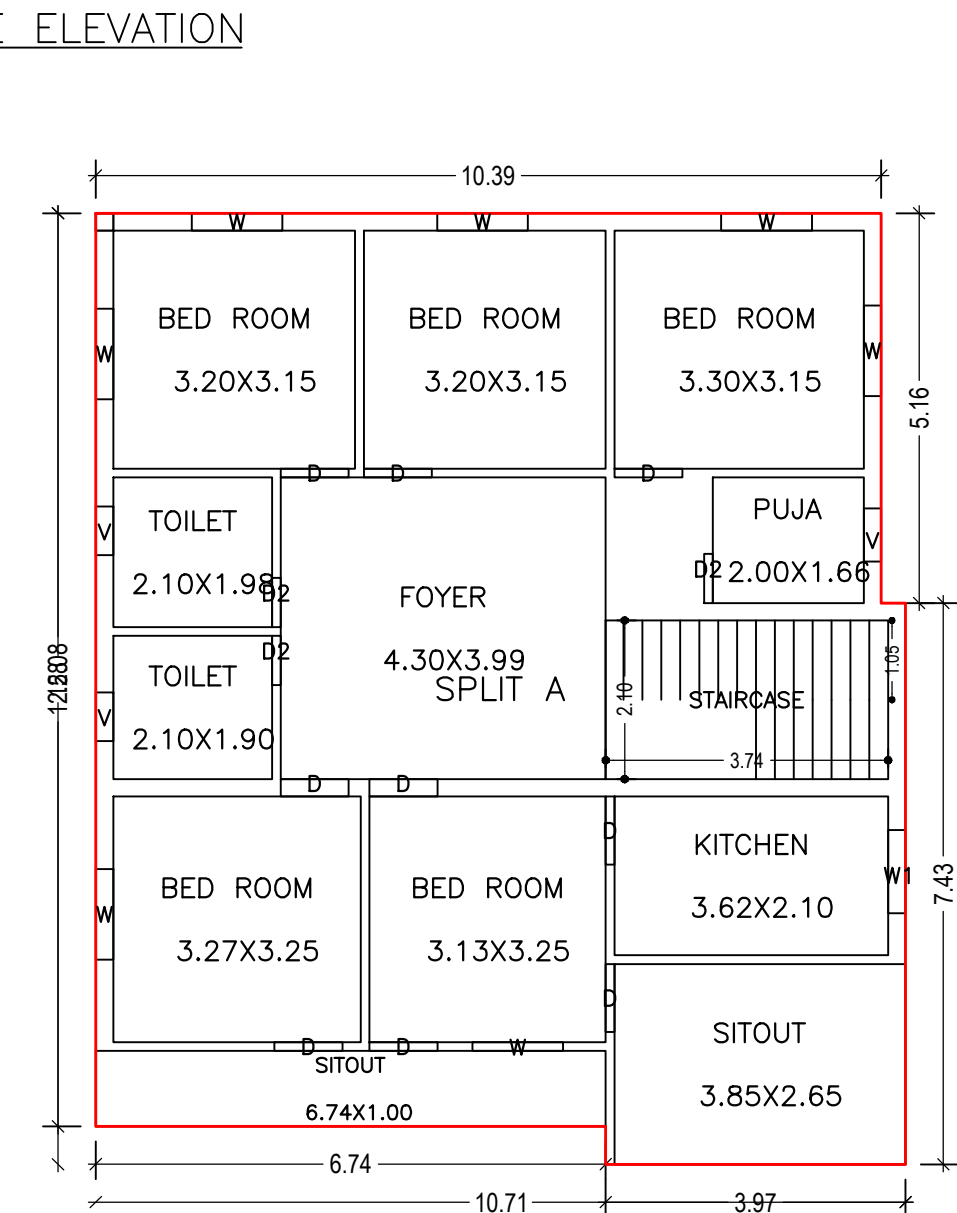 E ELEVATION
10.39
W W W
BED ROOM BED ROOM BED ROOM
3.20X3.15 3.20X3.15 3.30X3.15
W W
5.16
D D D
TOILET PUJA
V V
2.10X1.98 D2 FOYER D2 2.00X1.66
D2 4.30X3.99
TOILET SPLIT A 2.10 STAIRCASE 1.05
V
2.10X1.90 3.74
D D
D KITCHEN
W1 7.43
BED ROOM BED ROOM
W 3.62X2.10
3.27X3.25 3.13X3.25
D
D D W SITOUT
SITOUT
3.85X2.65
6.74X1.00
6.74
10.71 3.97